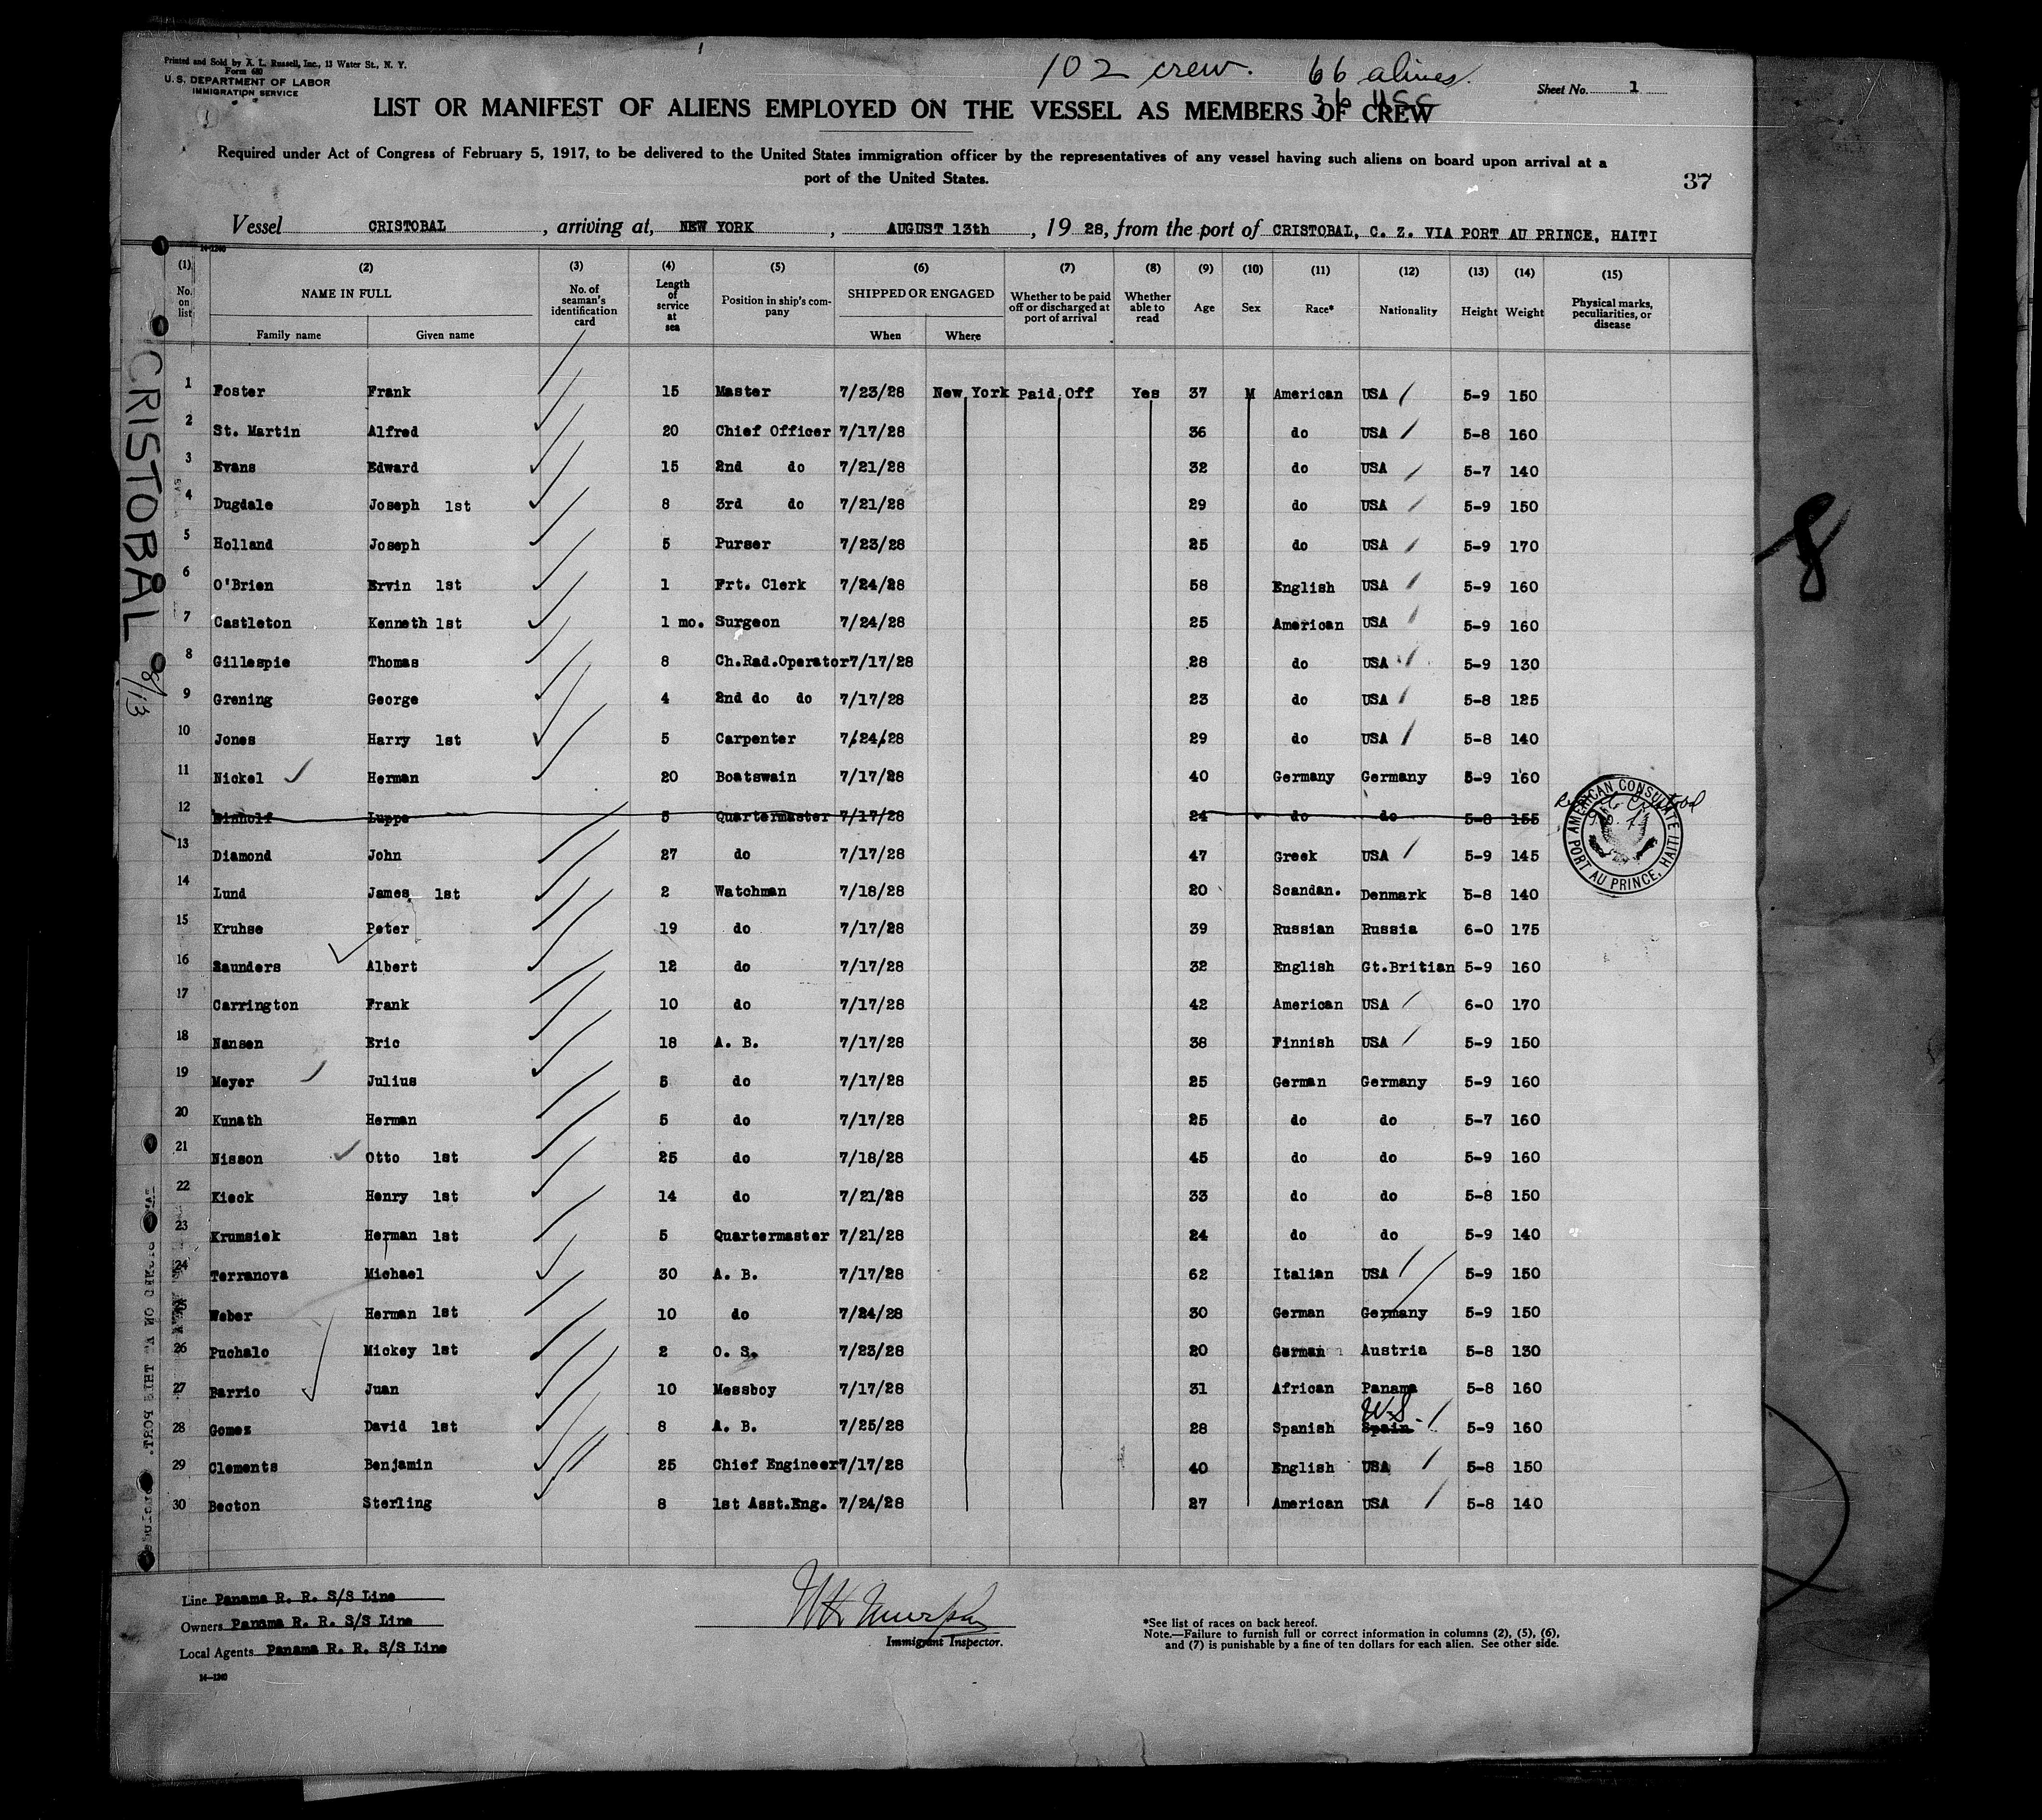 Printed and Sold by A. L. Russell, Inc., 13 Water St., N. Y.
Form 680
U. S. DEPARTMENT OF LABOR
IMMIGRATION SERVICE
102 crew. 66 aliens.
36 USC
Sheet No. 1
LIST OR MANIFEST OF ALIENS EMPLOYED ON THE VESSEL AS MEMBERS OF CREW
Required under Act of Congress of February 5, 1917, to be delivered to the United States immigration officer by the representatives of any vessel having such aliens on board upon arrival at a
port of the United States.
37
Vessel CRISTOBAL, arriving at, NEW YORK, AUGUST 13th, 19 28, from the port of CRISTOBAL, C. Z. VIA PORT AU PRINCE, HAITI
14-1240
(1) (2) (3) (4) (5) (6) (7) (8) (9) (10) (11) (12) (13) (14) (15)
No. on list NAME IN FULL Family name Given name No. of seaman's identification card Length of service at sea Position in ship's company SHIPPED OR ENGAGED When Where Whether to be paid off or discharged at port of arrival Whether able to read Age Sex Race* Nationality Height Weight Physical marks, peculiarities, or disease
1 Foster Frank 15 Master 7/23/28 New York Paid Off Yes 37 M American USA 5-9 150
2 St. Martin Alfred 20 Chief Officer 7/17/28 36 do USA 5-8 160
3 Evans Edward 15 2nd do 7/21/28 32 do USA 5-7 140
4 Dugdale Joseph 1st 8 3rd do 7/21/28 29 do USA 5-9 150
5 Holland Joseph 5 Purser 7/23/28 25 do USA 5-9 170
6 O'Brien Ervin 1st 1 Frt. Clerk 7/24/28 58 English USA 5-9 160
7 Castleton Kenneth 1st 1 mo. Surgeon 7/24/28 25 American USA 5-9 160
8 Gillespie Thomas 8 Ch.Rad.Operator 7/17/28 28 do USA 5-9 130
9 Grening George 4 2nd do do 7/17/28 23 do USA 5-8 125
10 Jones Harry 1st 5 Carpenter 7/24/28 29 do USA 5-8 140
11 Nickel Herman 20 Boatswain 7/17/28 40 Germany Germany 5-9 160
12 Luppe 5 Quartermaster 7/17/28 24 do do 5-8 155
AMERICAN CONSULATE PORT AU PRINCE, HAITI
13 Diamond John 27 do 7/17/28 47 Greek USA 5-9 145
14 Lund James 1st 2 Watchman 7/18/28 20 Scandan. Denmark 5-8 140
15 Kruhse Peter 19 do 7/17/28 39 Russian Russia 6-0 175
16 Saunders Albert 12 do 7/17/28 32 English Gt.Britian 5-9 160
17 Carrington Frank 10 do 7/17/28 42 American USA 6-0 170
18 Nansen Eric 18 A. B. 7/17/28 38 Finnish USA 5-9 150
19 Meyer Julius 5 do 7/17/28 25 German Germany 5-9 160
20 Kunath Herman 5 do 7/17/28 25 do do 5-7 160
21 Nisson Otto 1st 25 do 7/18/28 45 do do 5-9 160
22 Kieck Henry 1st 14 do 7/21/28 33 do do 5-8 150
23 Krumsiek Herman 1st 5 Quartermaster 7/21/28 24 do do 5-9 140
24 Terranova Michael 30 A. B. 7/17/28 62 Italian USA 5-9 150
Weber Herman 1st 10 do 7/24/28 30 German Germany 5-9 150
26 Puchalo Mickey 1st 2 O. S. 7/23/28 20 German Austria 5-8 130
27 Barrio Juan 10 Messboy 7/17/28 31 African Panama 5-8 160
28 Gomez David 1st 8 A. B. 7/25/28 28 Spanish Spain U.S. 5-9 160
29 Clements Benjamin 25 Chief Engineer 7/17/28 40 English USA 5-8 150
30 Becton Sterling 8 1st Asst.Eng. 7/24/28 27 American USA 5-8 140
CRISTOBAL 8/13
8
Line Panama R. R. S/S Line
Owners Panama R. R. S/S Line
Local Agents Panama R. R. S/S Line
14-1240
Immigrant Inspector.
*See list of races on back hereof.
Note.—Failure to furnish full or correct information in columns (2), (5), (6),
and (7) is punishable by a fine of ten dollars for each alien. See other side.